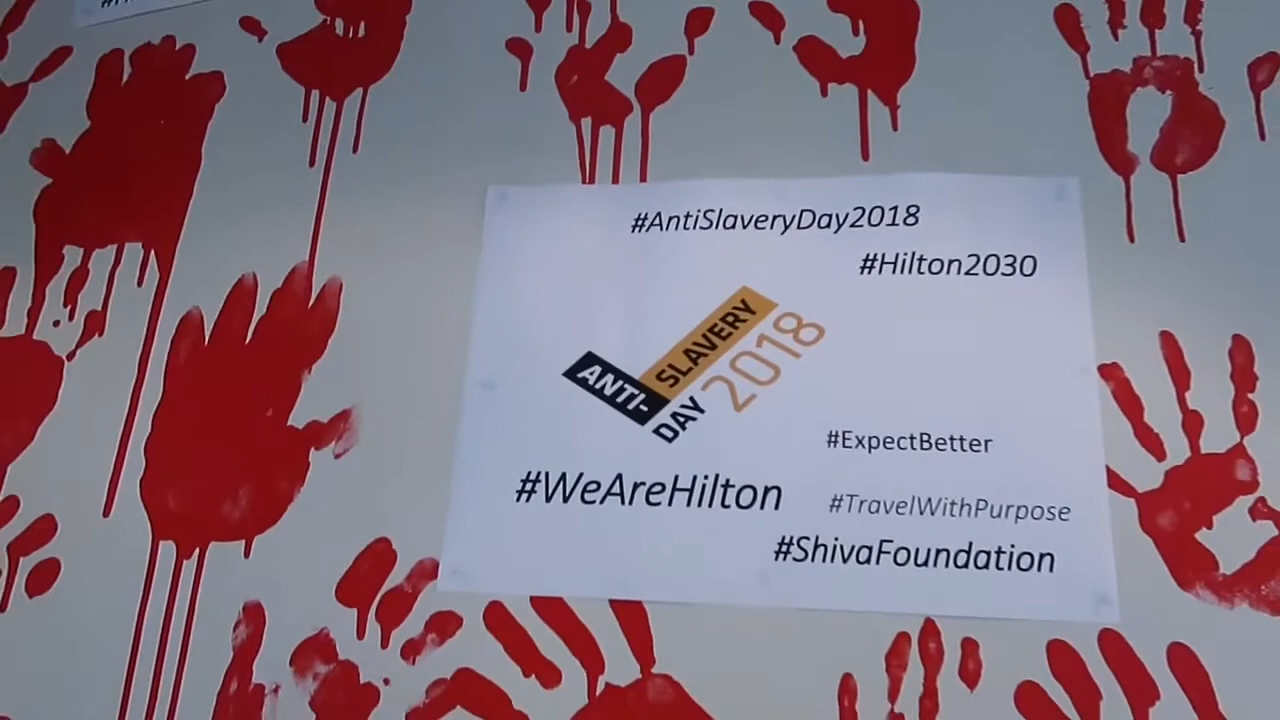 #AntiSlaveryDay2018
#Hilton2030
ANTI-
SLAVERY
DAY 2018
#ExpectBetter
#WeAreHilton
#TravelWithPurpose
#ShivaFoundation